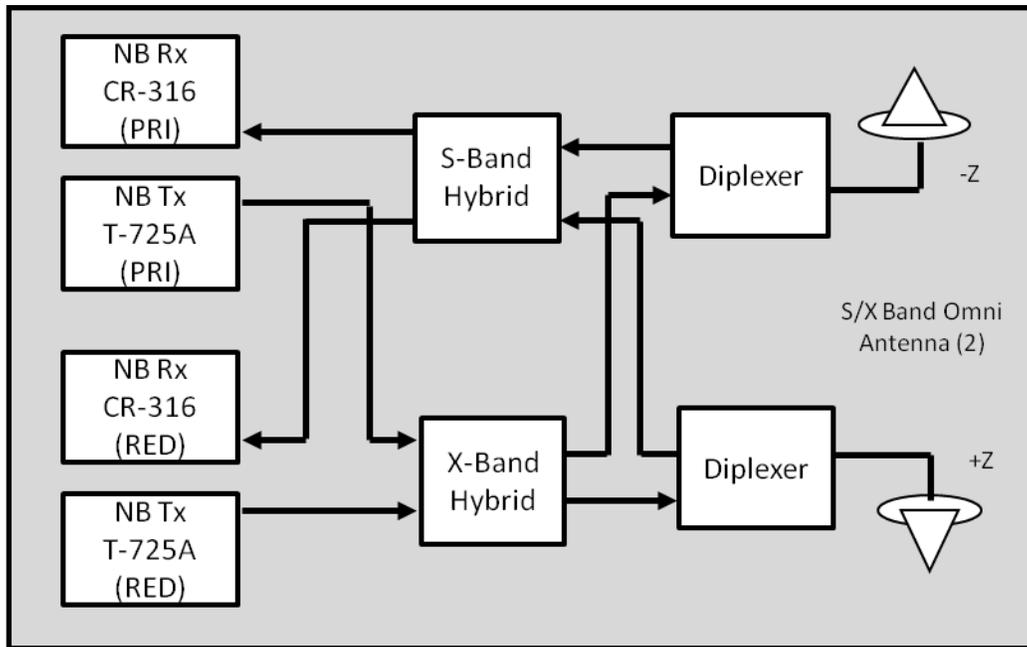 NB Rx
CR-316
(PRI)
NB Tx
T-725A
(PRI)
NB Rx
CR-316
(RED)
NB Tx
T-725A
(RED)
S-Band
Hybrid
X-Band
Hybrid
Diplexer
Diplexer
-Z
S/X Band Omni
Antenna (2)
+Z